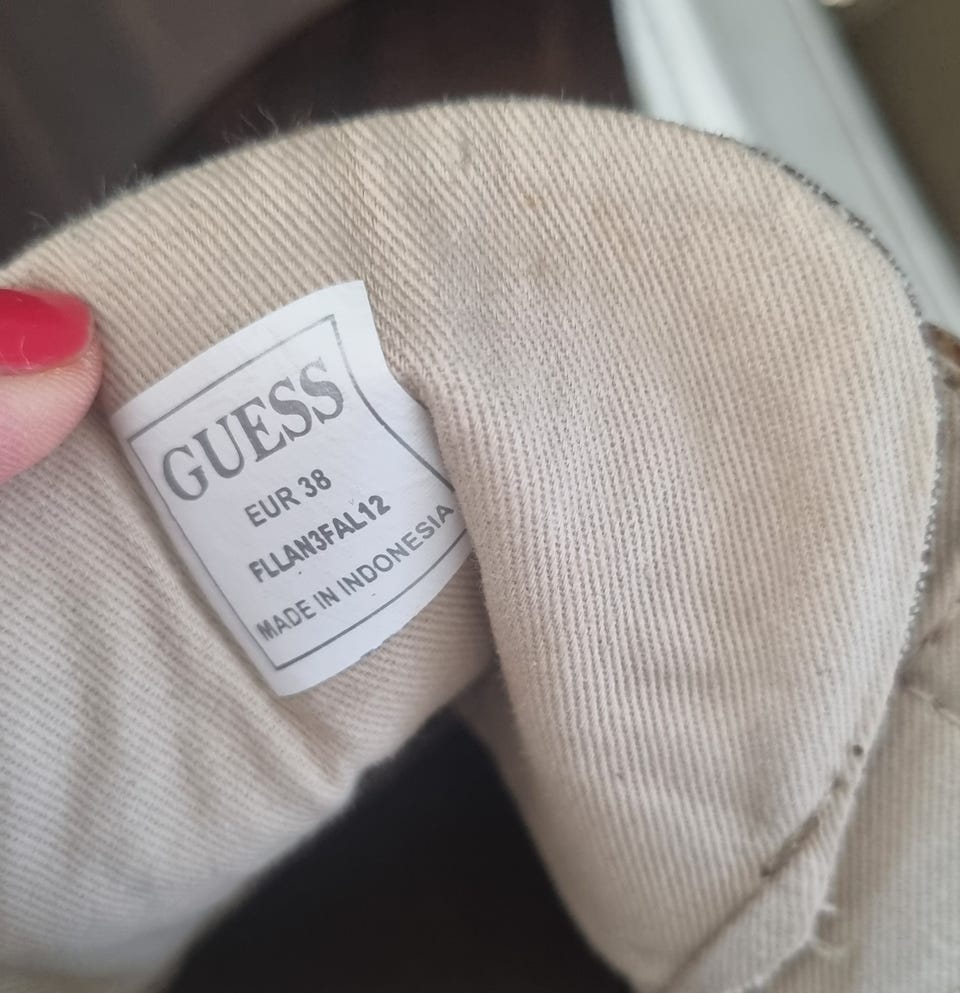 GUESS
EUR 38
FLLAN3FAL12
MADE IN INDONESIA